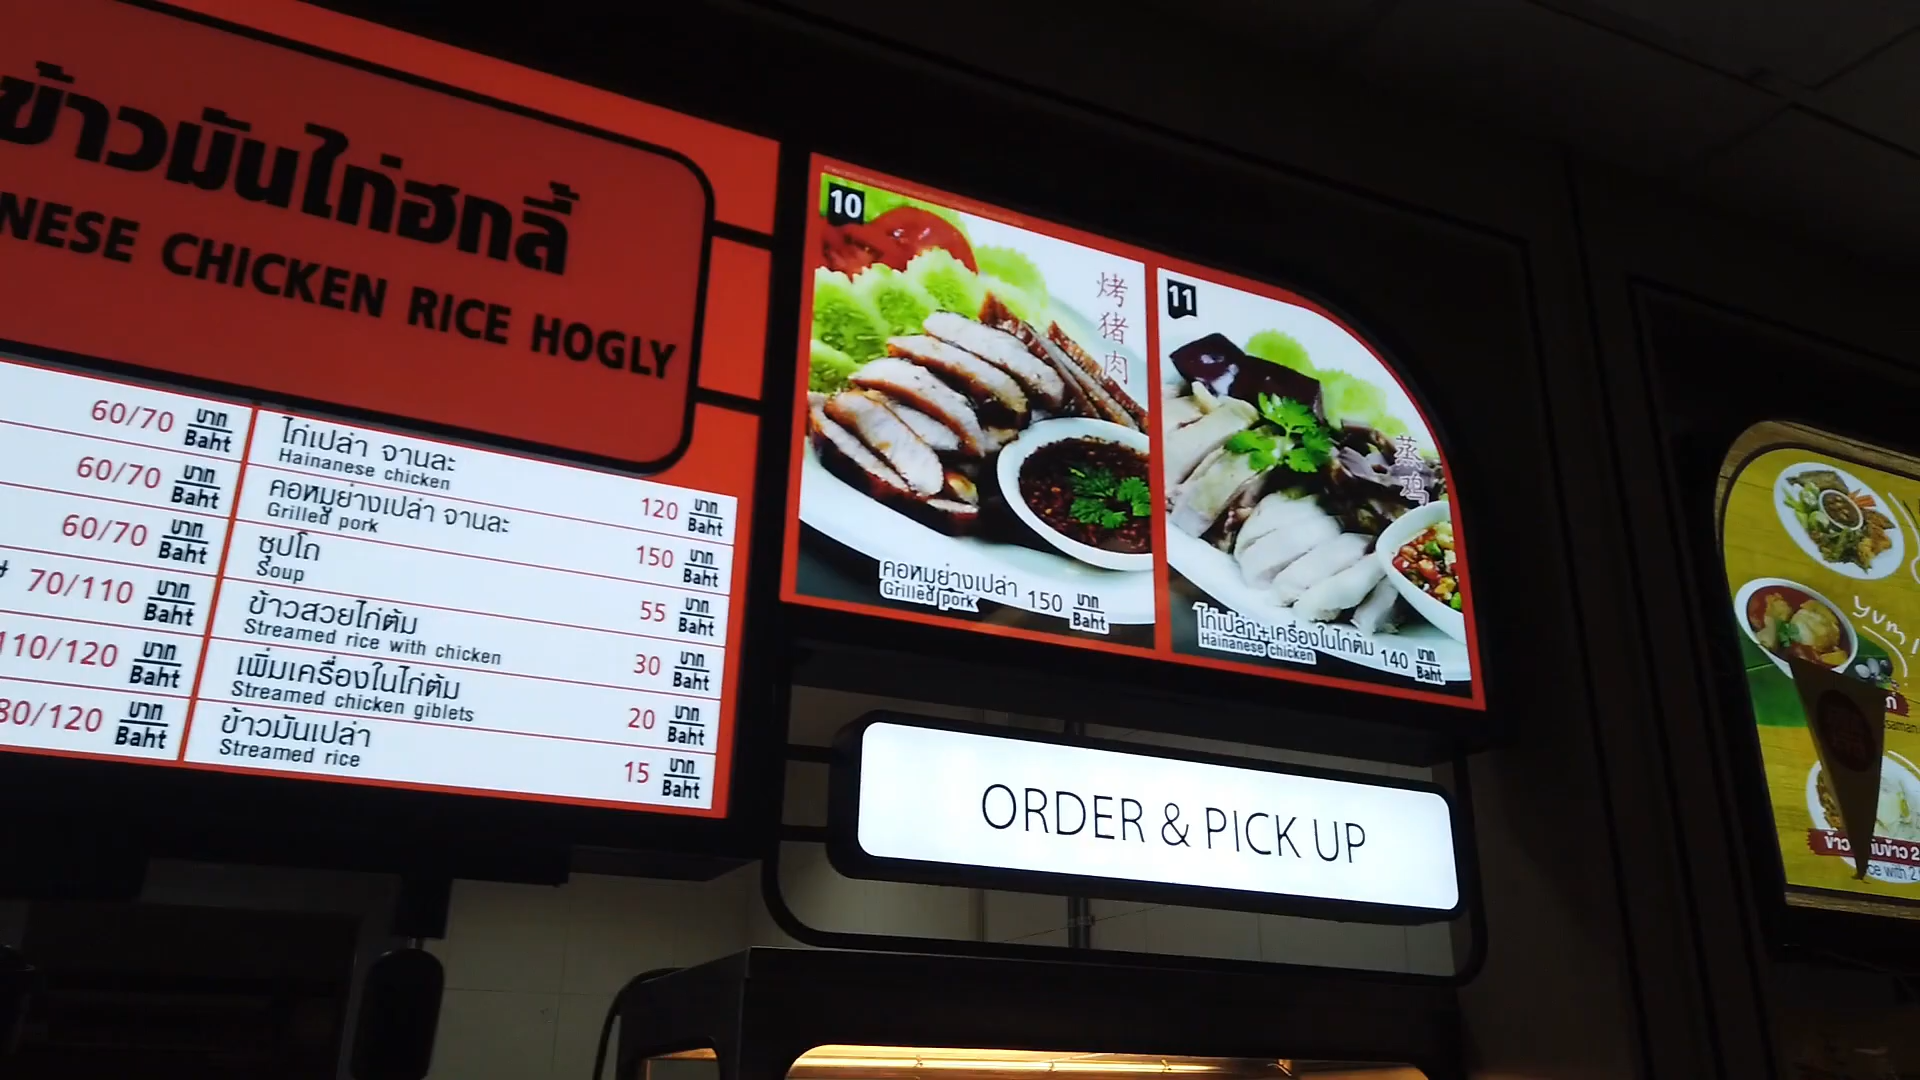 ข้าวมันไก่ฮกลี้
NESE CHICKEN RICE HOGLY
60/70 บาท Baht
60/70 บาท Baht
60/70 บาท Baht
70/110 บาท Baht
110/120 บาท Baht
80/120 บาท Baht
ไก่เปล่า จานละ
Hainanese chicken
120 บาท Baht
คอหมูย่างเปล่า จานละ
Grilled pork
150 บาท Baht
ซุปโถ
Soup
55 บาท Baht
ข้าวสวยไก่ต้ม
Streamed rice with chicken
30 บาท Baht
เพิ่มเครื่องในไก่ต้ม
Streamed chicken giblets
20 บาท Baht
ข้าวมันเปล่า
Streamed rice
15 บาท Baht
10
烤猪肉
คอหมูย่างเปล่า 150 บาท Baht
Grilled pork
11
蒸鸡
ไก่เปล่า+เครื่องในไก่ต้ม 140 บาท Baht
Hainanese chicken
ORDER & PICK UP
yum!